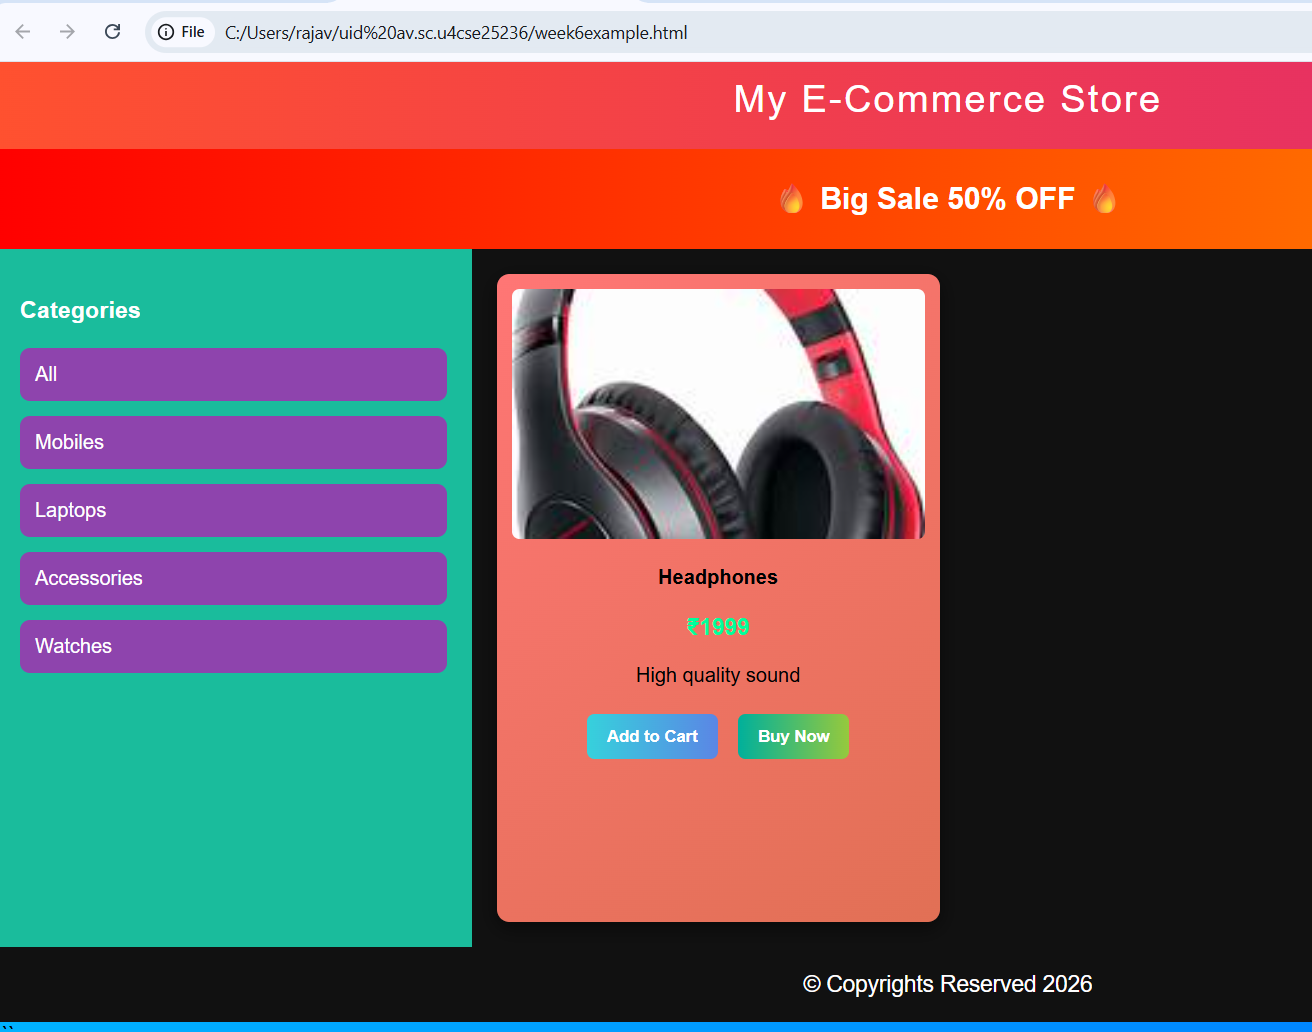 File C:/Users/rajav/uid%20av.sc.u4cse25236/week6example.html
My E-Commerce Store
🔥 Big Sale 50% OFF 🔥
Categories
All
Mobiles
Laptops
Accessories
Watches
Headphones
₹1999
High quality sound
Add to Cart Buy Now
© Copyrights Reserved 2026
``